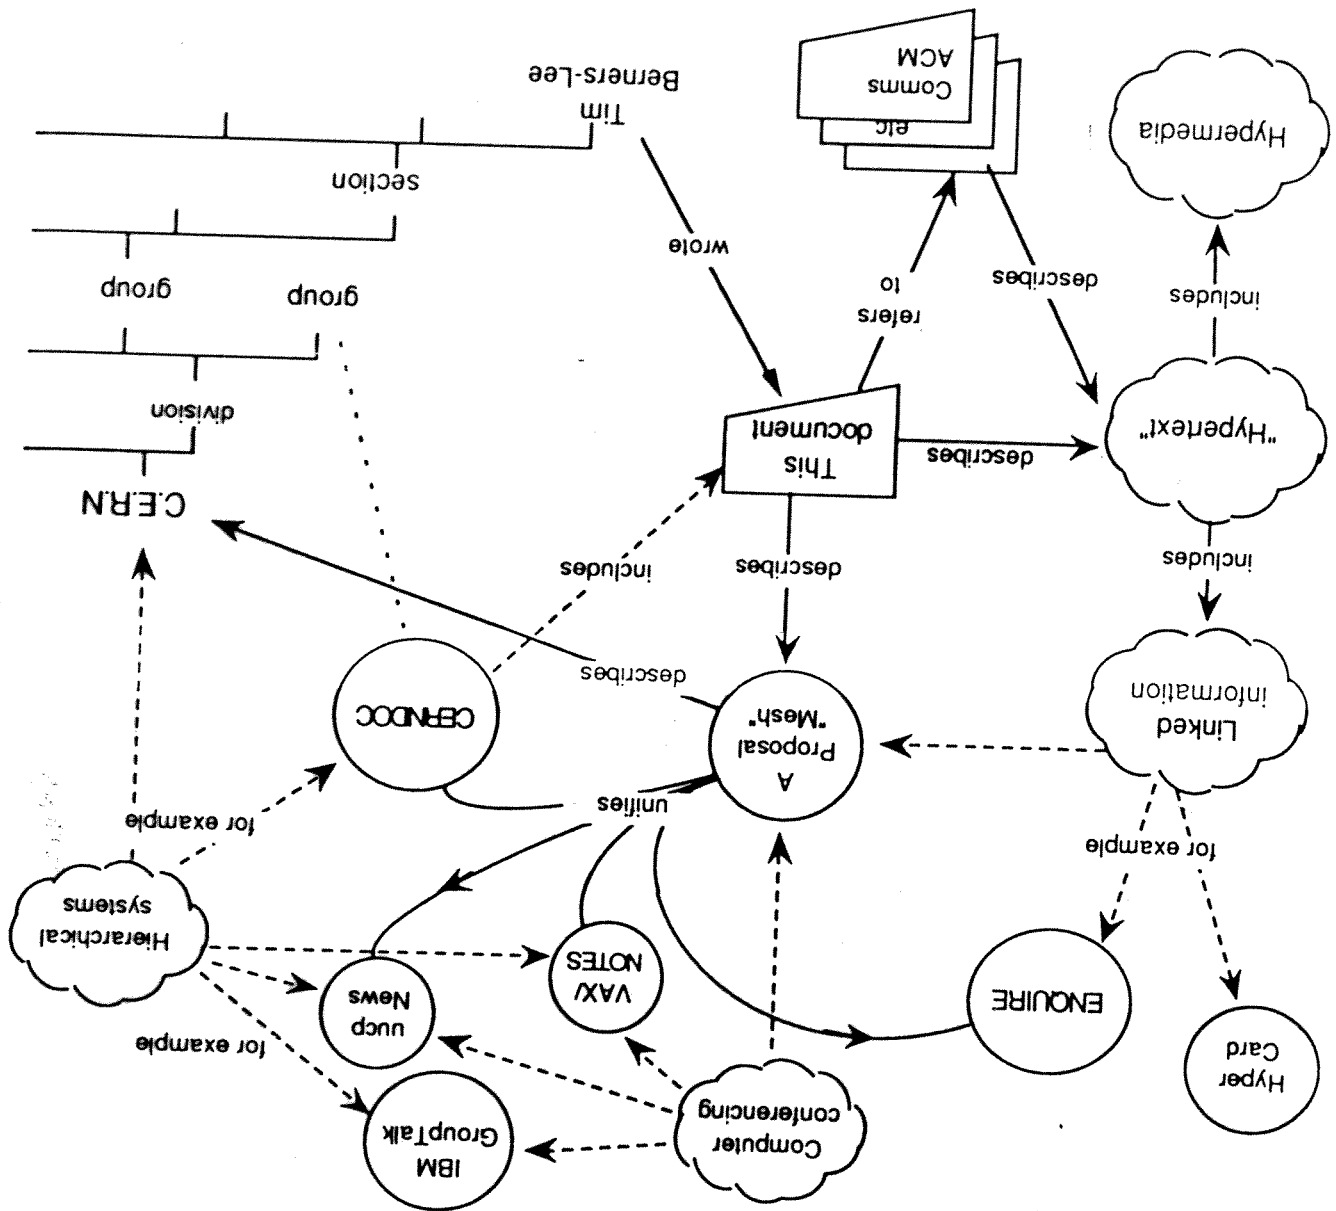 IBM
GroupTalk
Computer
conferencing
for example
Hyper
Card
uucp
News
VAX/
NOTES
ENQUIRE
Hierarchical
systems
for example
for example
unifies
A
Proposal
"Mesh"
Linked
information
CERNDOC
describes
includes
describes
includes
C.E.R.N
This
document
describes
"Hypertext"
division
refers
to
group
group
includes
describes
wrote
section
Tim
Berners-Lee
etc
Comms
ACM
Hypermedia